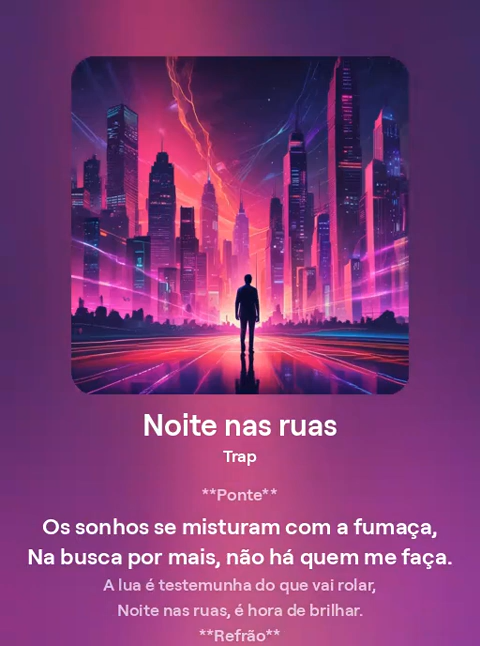 Noite nas ruas
Trap
**Ponte**
Os sonhos se misturam com a fumaça,
Na busca por mais, não há quem me faça.
A lua é testemunha do que vai rolar,
Noite nas ruas, é hora de brilhar.
**Refrão**